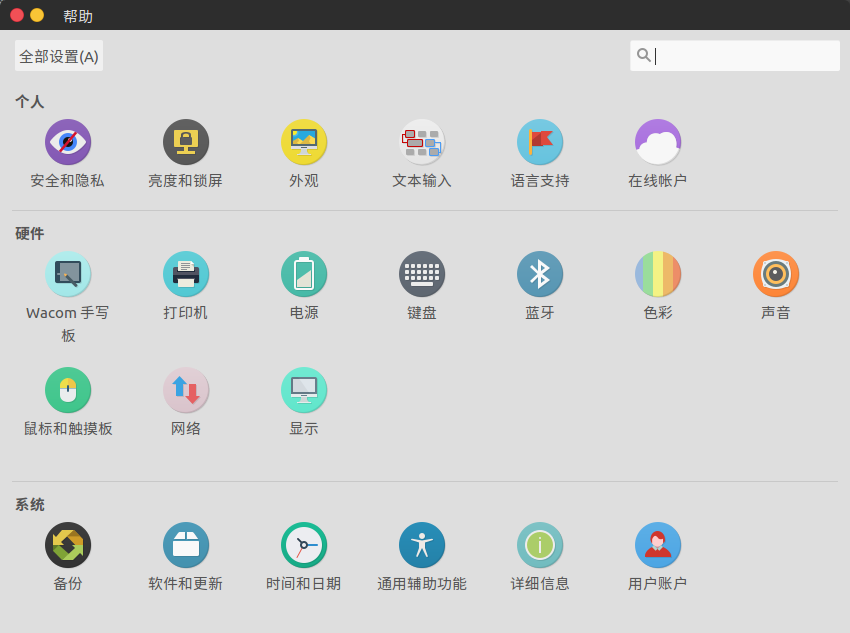 帮助
全部设置(A)
个人
安全和隐私
亮度和锁屏
外观
文本输入
语言支持
在线帐户
硬件
Wacom 手写
板
打印机
电源
键盘
蓝牙
色彩
声音
鼠标和触摸板
网络
显示
系统
备份
软件和更新
时间和日期
通用辅助功能
详细信息
用户账户